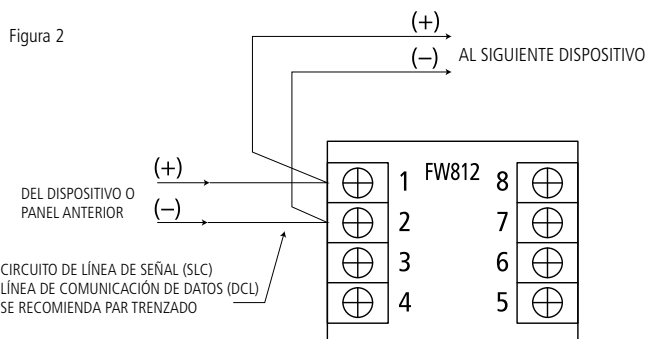 Figura 2
(+)
(−)
AL SIGUIENTE DISPOSITIVO
(+)
DEL DISPOSITIVO O
PANEL ANTERIOR
(−)
CIRCUITO DE LÍNEA DE SEÑAL (SLC)
LÍNEA DE COMUNICACIÓN DE DATOS (DCL)
SE RECOMIENDA PAR TRENZADO
1 FW812 8
2 7
3 6
4 5